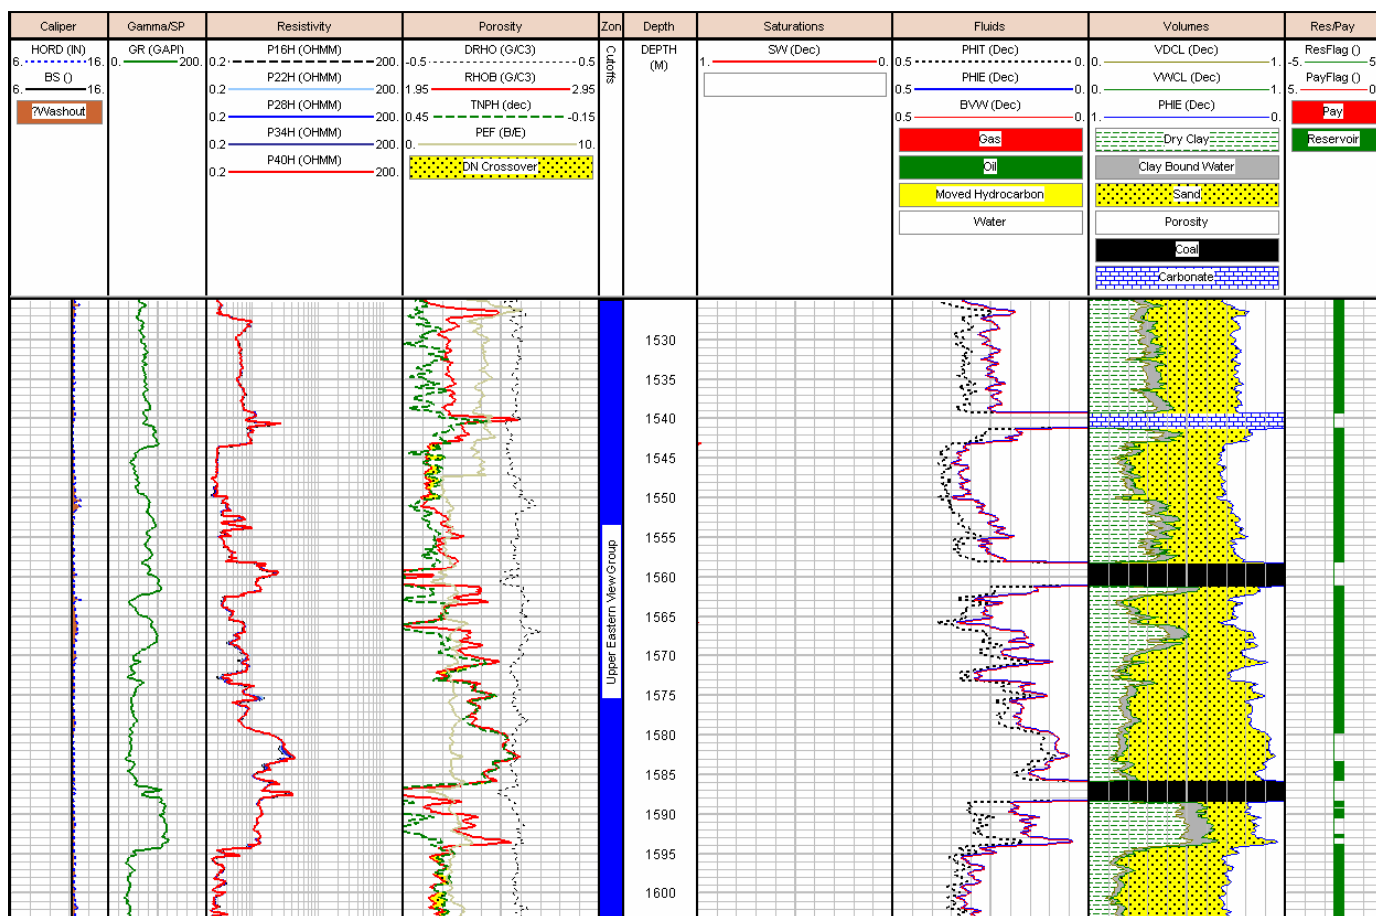 Caliper Gamma/SP Resistivity Porosity Zon Depth Saturations Fluids Volumes Res/Pay
HORD (IN)
6. 16.
BS ()
6. 16.
?Washout
GR (GAPI)
0. 200.
P16H (OHMM)
0.2 200.
P22H (OHMM)
0.2 200.
P28H (OHMM)
0.2 200.
P34H (OHMM)
0.2 200.
P40H (OHMM)
0.2 200.
DRHO (G/C3)
-0.5 0.5
RHOB (G/C3)
1.95 2.95
TNPH (dec)
0.45 -0.15
PEF (B/E)
0. 10.
DN Crossover
Cutoffs
DEPTH
(M)
SW (Dec)
1. 0.
PHIT (Dec)
0.5 0.
PHIE (Dec)
0.5 0.
BVW (Dec)
0.5 0.
Gas
Oil
Moved Hydrocarbon
Water
VDCL (Dec)
0. 1.
VWCL (Dec)
0. 1.
PHIE (Dec)
1. 0.
Dry Clay
Clay Bound Water
Sand
Porosity
Coal
Carbonate
ResFlag ()
-5. 5
PayFlag ()
5. 0
Pay
Reservoir
Upper Eastern View Group
1530
1535
1540
1545
1550
1555
1560
1565
1570
1575
1580
1585
1590
1595
1600